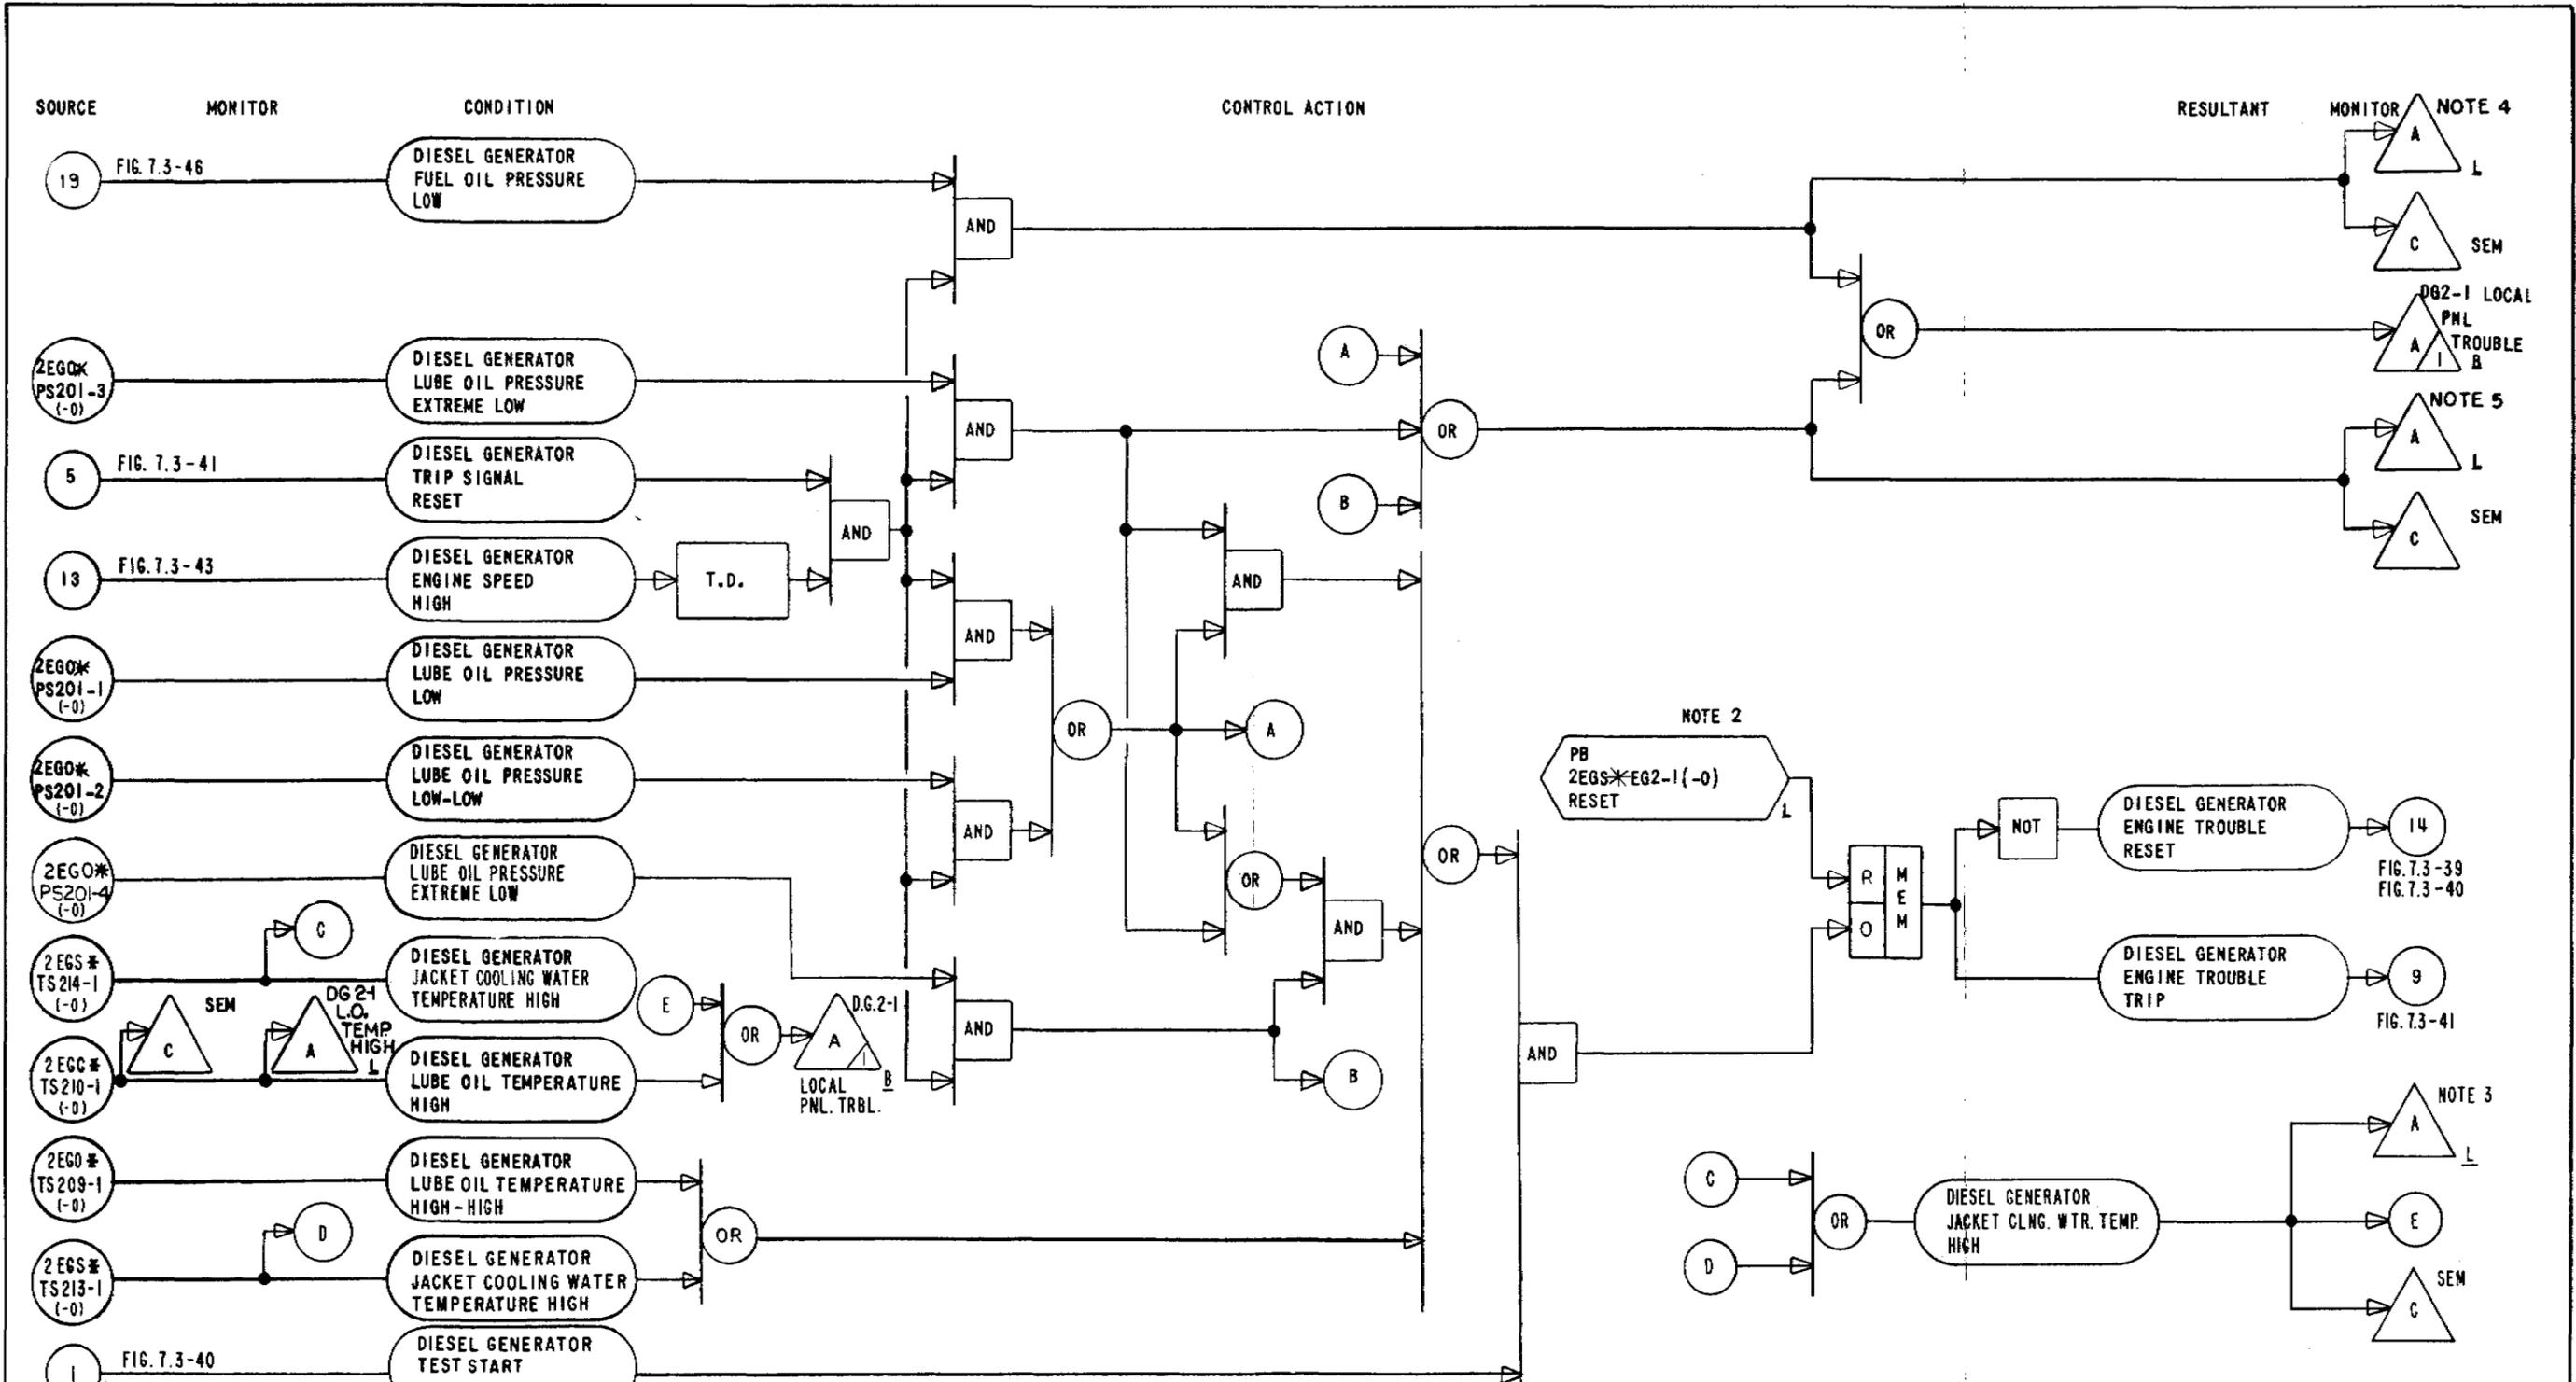 SOURCE MONITOR CONDITION CONTROL ACTION RESULTANT MONITOR
A NOTE 4
L
C SEM
19 FIG. 7.3-46
DIESEL GENERATOR
FUEL OIL PRESSURE
LOW
AND
OR
DG2-1 LOCAL
PNL
TROUBLE
A 1 B
2EGO*
PS201-3
(-0)
DIESEL GENERATOR
LUBE OIL PRESSURE
EXTREME LOW
AND
A
B
OR
NOTE 5
A
L
C SEM
5 FIG. 7.3-41
DIESEL GENERATOR
TRIP SIGNAL
RESET
AND
13 FIG. 7.3-43
DIESEL GENERATOR
ENGINE SPEED
HIGH
T.D.
AND
AND
2EGO*
PS201-1
(-0)
DIESEL GENERATOR
LUBE OIL PRESSURE
LOW
OR
A
2EGO*
PS201-2
(-0)
DIESEL GENERATOR
LUBE OIL PRESSURE
LOW-LOW
AND
OR
AND
OR
NOTE 2
PB
2EGS*EG2-1(-0)
RESET
L
R
O
MEM
NOT
DIESEL GENERATOR
ENGINE TROUBLE
RESET
14
FIG.7.3-39
FIG.7.3-40
DIESEL GENERATOR
ENGINE TROUBLE
TRIP
9
FIG.7.3-41
2EGO*
PS201-4
(-0)
DIESEL GENERATOR
LUBE OIL PRESSURE
EXTREME LOW
AND
B
AND
2EGS*
TS214-1
(-0)
C
DIESEL GENERATOR
JACKET COOLING WATER
TEMPERATURE HIGH
2EGG*
TS210-1
(-0)
C SEM
A
DG2-1
L.O.
TEMP.
HIGH
L
DIESEL GENERATOR
LUBE OIL TEMPERATURE
HIGH
E
OR
D.G.2-1
A 1 B
LOCAL
PNL. TRBL.
2EGO*
TS209-1
(-0)
DIESEL GENERATOR
LUBE OIL TEMPERATURE
HIGH-HIGH
OR
2EGS*
TS213-1
(-0)
D
DIESEL GENERATOR
JACKET COOLING WATER
TEMPERATURE HIGH
C
D
OR
DIESEL GENERATOR
JACKET CLNG. WTR. TEMP.
HIGH
A NOTE 3
L
E
C SEM
1 FIG. 7.3-40
DIESEL GENERATOR
TEST START